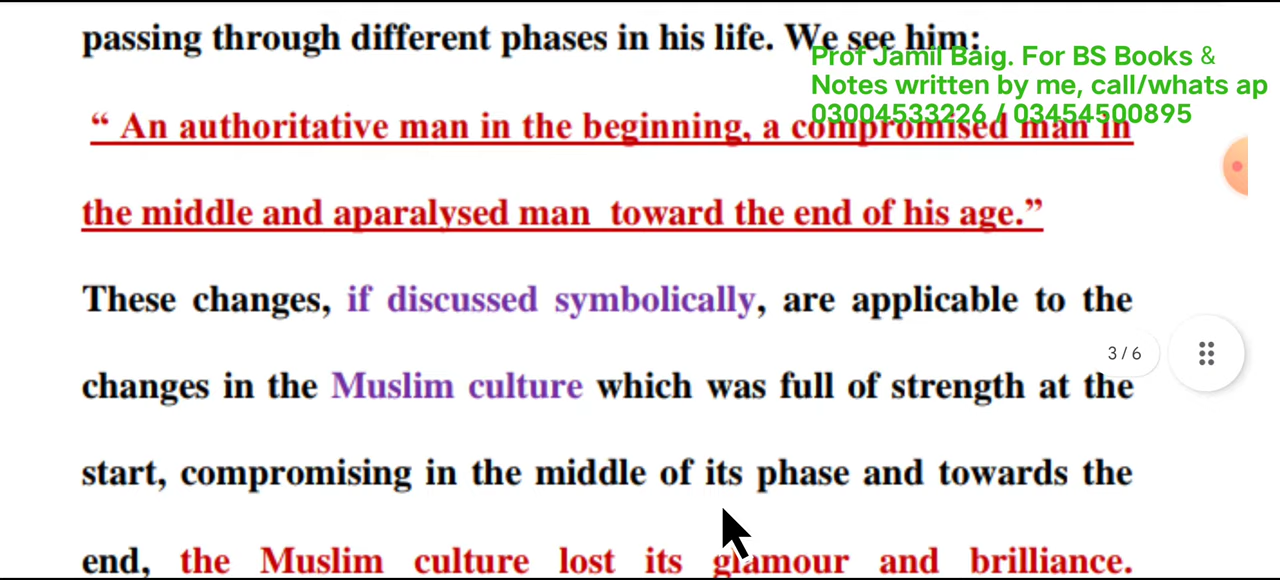 passing through different phases in his life. We see him:
Prof Jamil Baig. For BS Books &
Notes written by me, call/whats ap
03004533226 / 03454500895
“ An authoritative man in the beginning, a compromised man in
the middle and aparalysed man toward the end of his age.”
These changes, if discussed symbolically, are applicable to the
3 / 6
changes in the Muslim culture which was full of strength at the
start, compromising in the middle of its phase and towards the
end, the Muslim culture lost its glamour and brilliance.